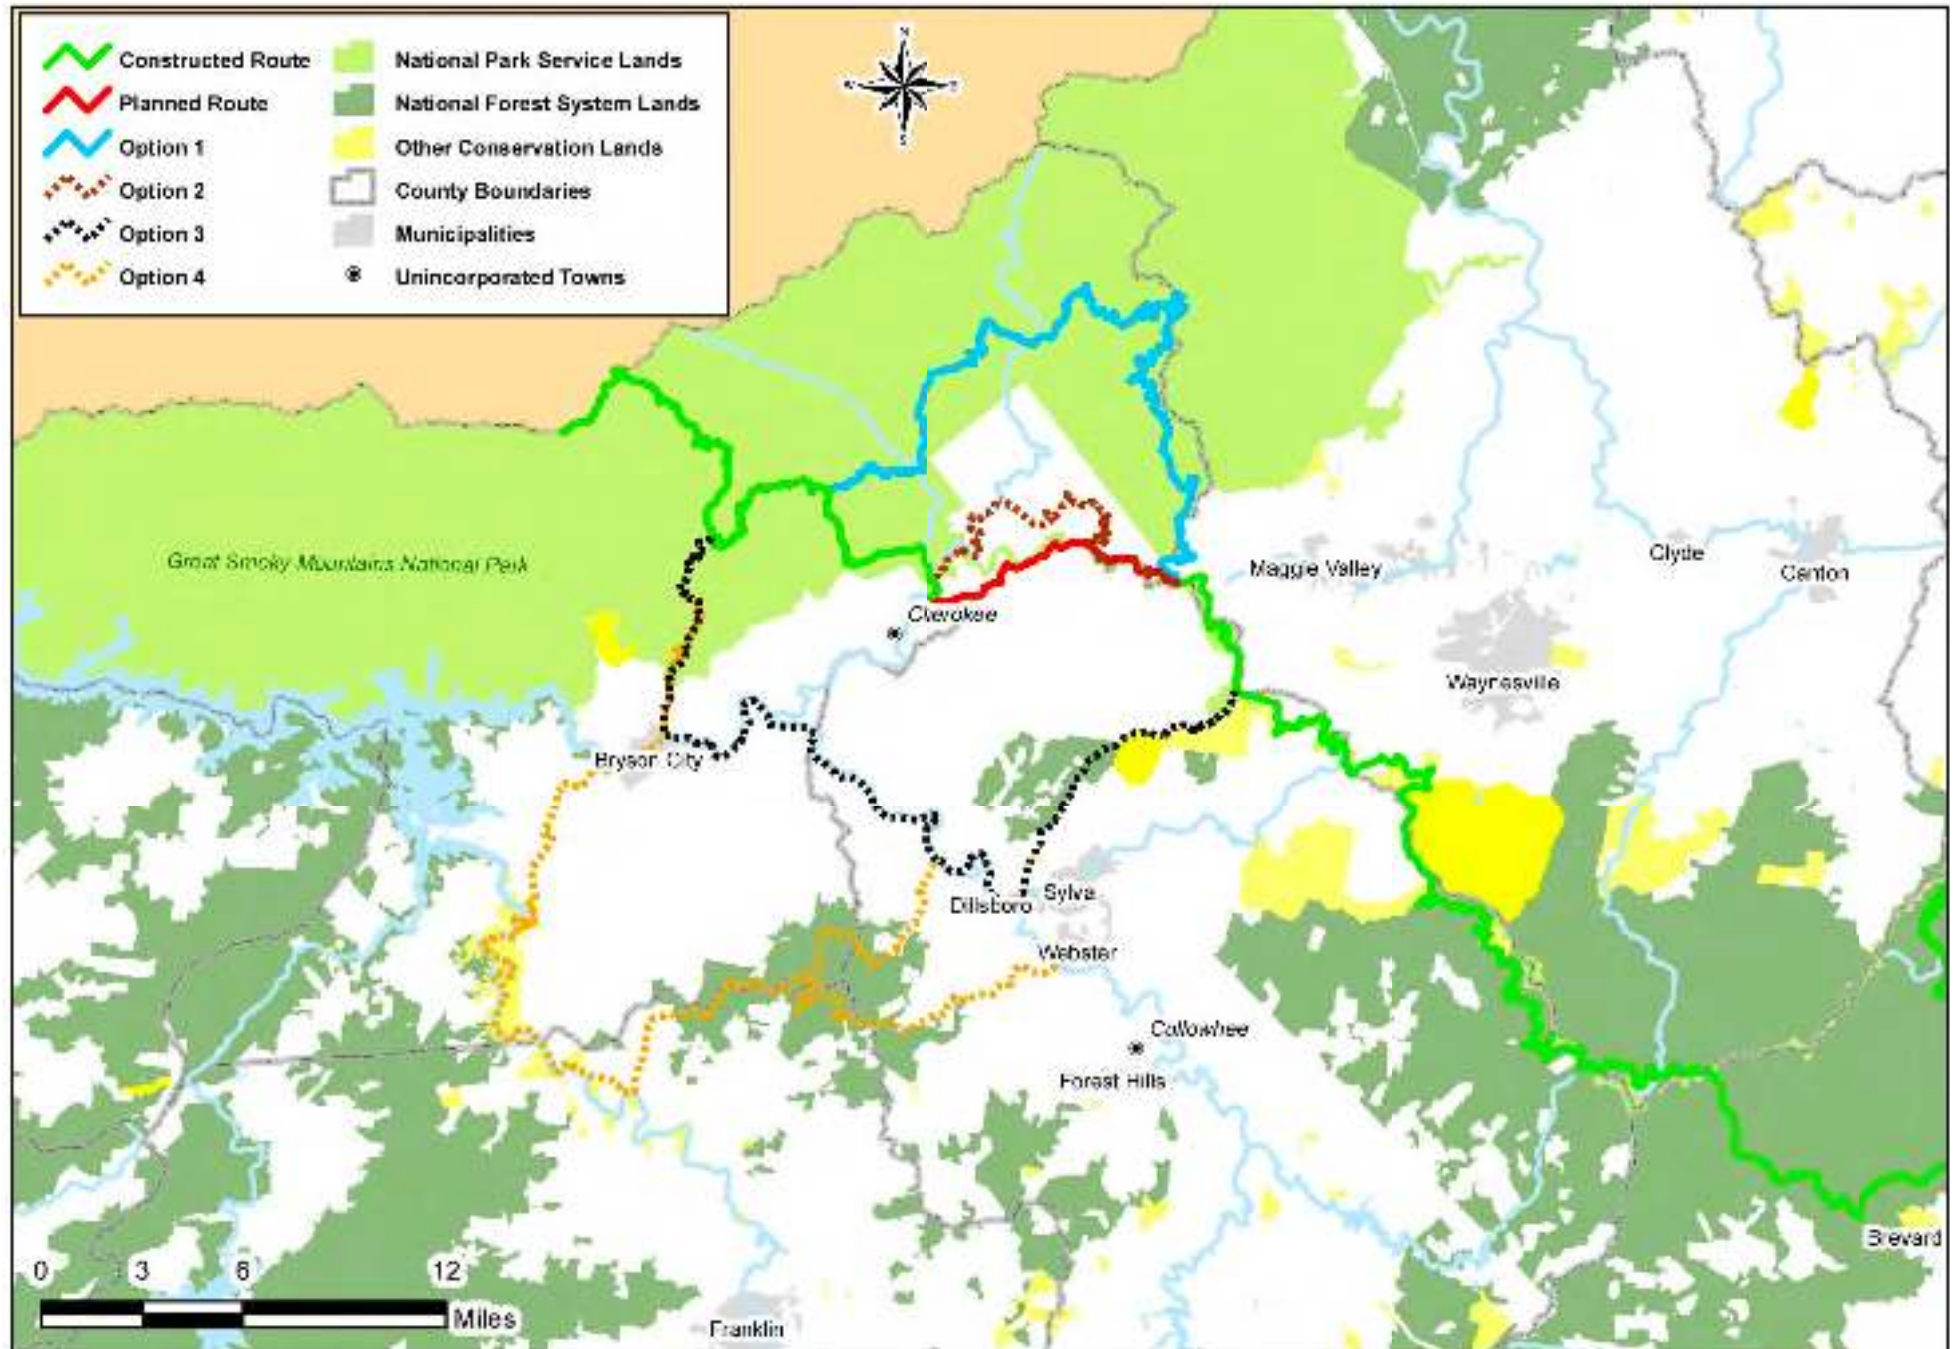 Constructed Route
Planned Route
Option 1
Option 2
Option 3
Option 4
National Park Service Lands
National Forest System Lands
Other Conservation Lands
County Boundaries
Municipalities
Unincorporated Towns
N
W
E
S
Great Smoky Mountains National Park
Maggie Valley
Clyde
Canton
Cherokee
Waynesville
Bryson City
Sylva
Dillsboro
Webster
Cullowhee
Forest Hills
Brevard
Franklin
0 3 6 12
Miles